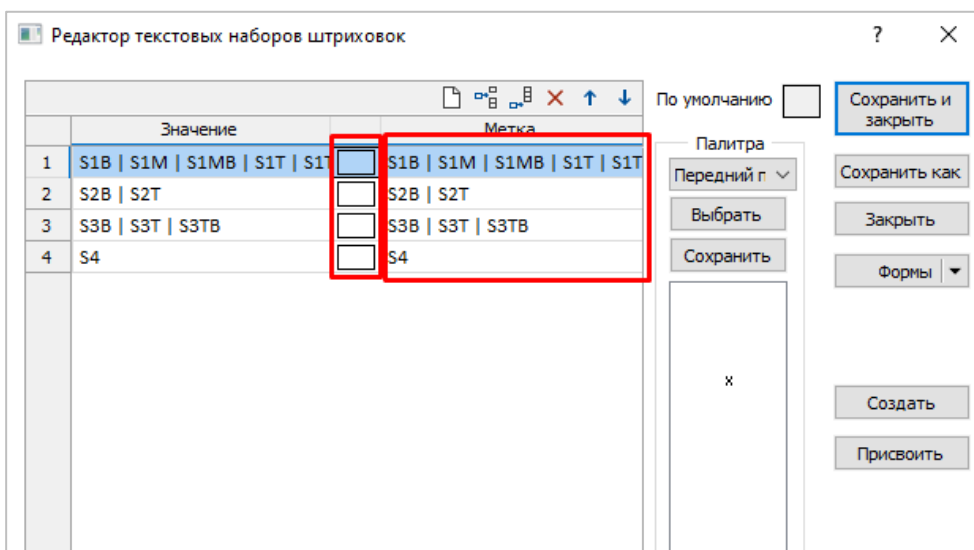 Редактор текстовых наборов штриховок ? ×
По умолчанию
Сохранить и
закрыть
Значение Метка
Палитра
1 S1B | S1M | S1MB | S1T | S1T S1B | S1M | S1MB | S1T | S1T
Передний п
Сохранить как
2 S2B | S2T S2B | S2T
Выбрать
Закрыть
3 S3B | S3T | S3TB S3B | S3T | S3TB
4 S4 S4
Сохранить
Формы
x
Создать
Присвоить